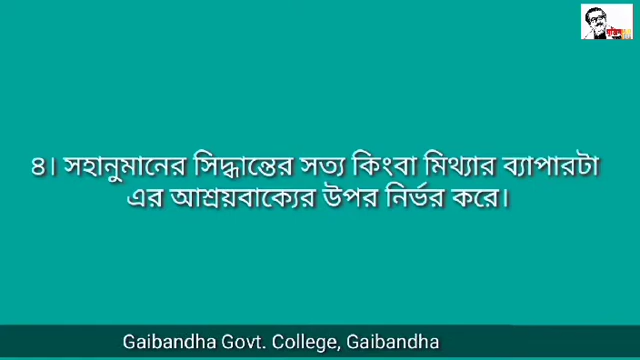 ৪। সহানুমানের সিদ্ধান্তের সত্য কিংবা মিথ্যার ব্যাপারটা
এর আশ্রয়বাক্যের উপর নির্ভর করে।
Gaibandha Govt. College, Gaibandha